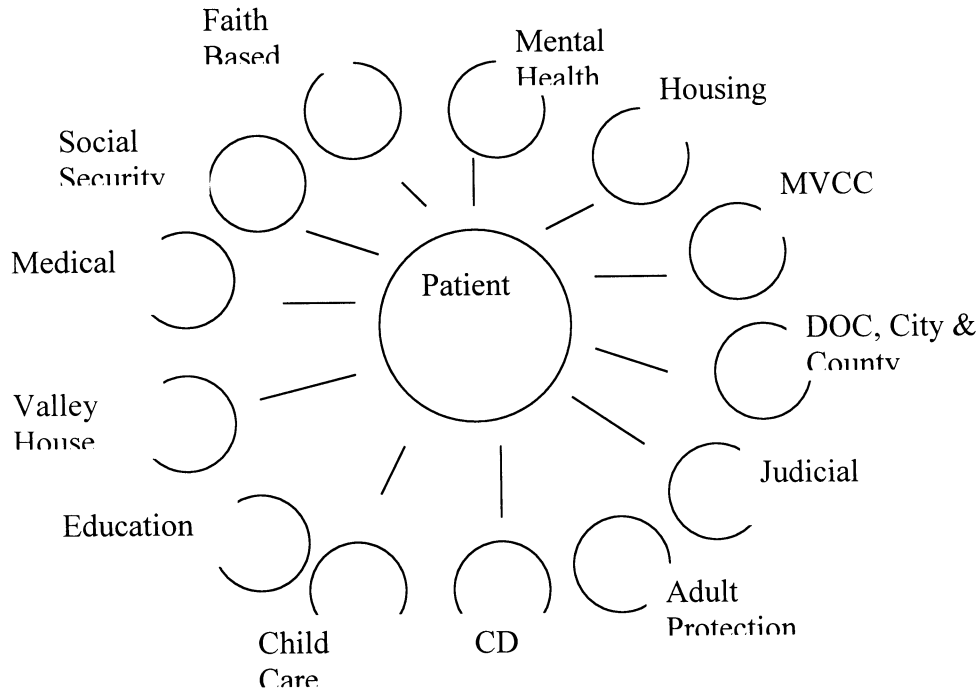 Faith
Based
Mental
Health
Housing
Social
Security
MVCC
Medical
Patient
DOC, City &
County
Valley
House
Judicial
Education
Adult
Protection
Child
Care
CD